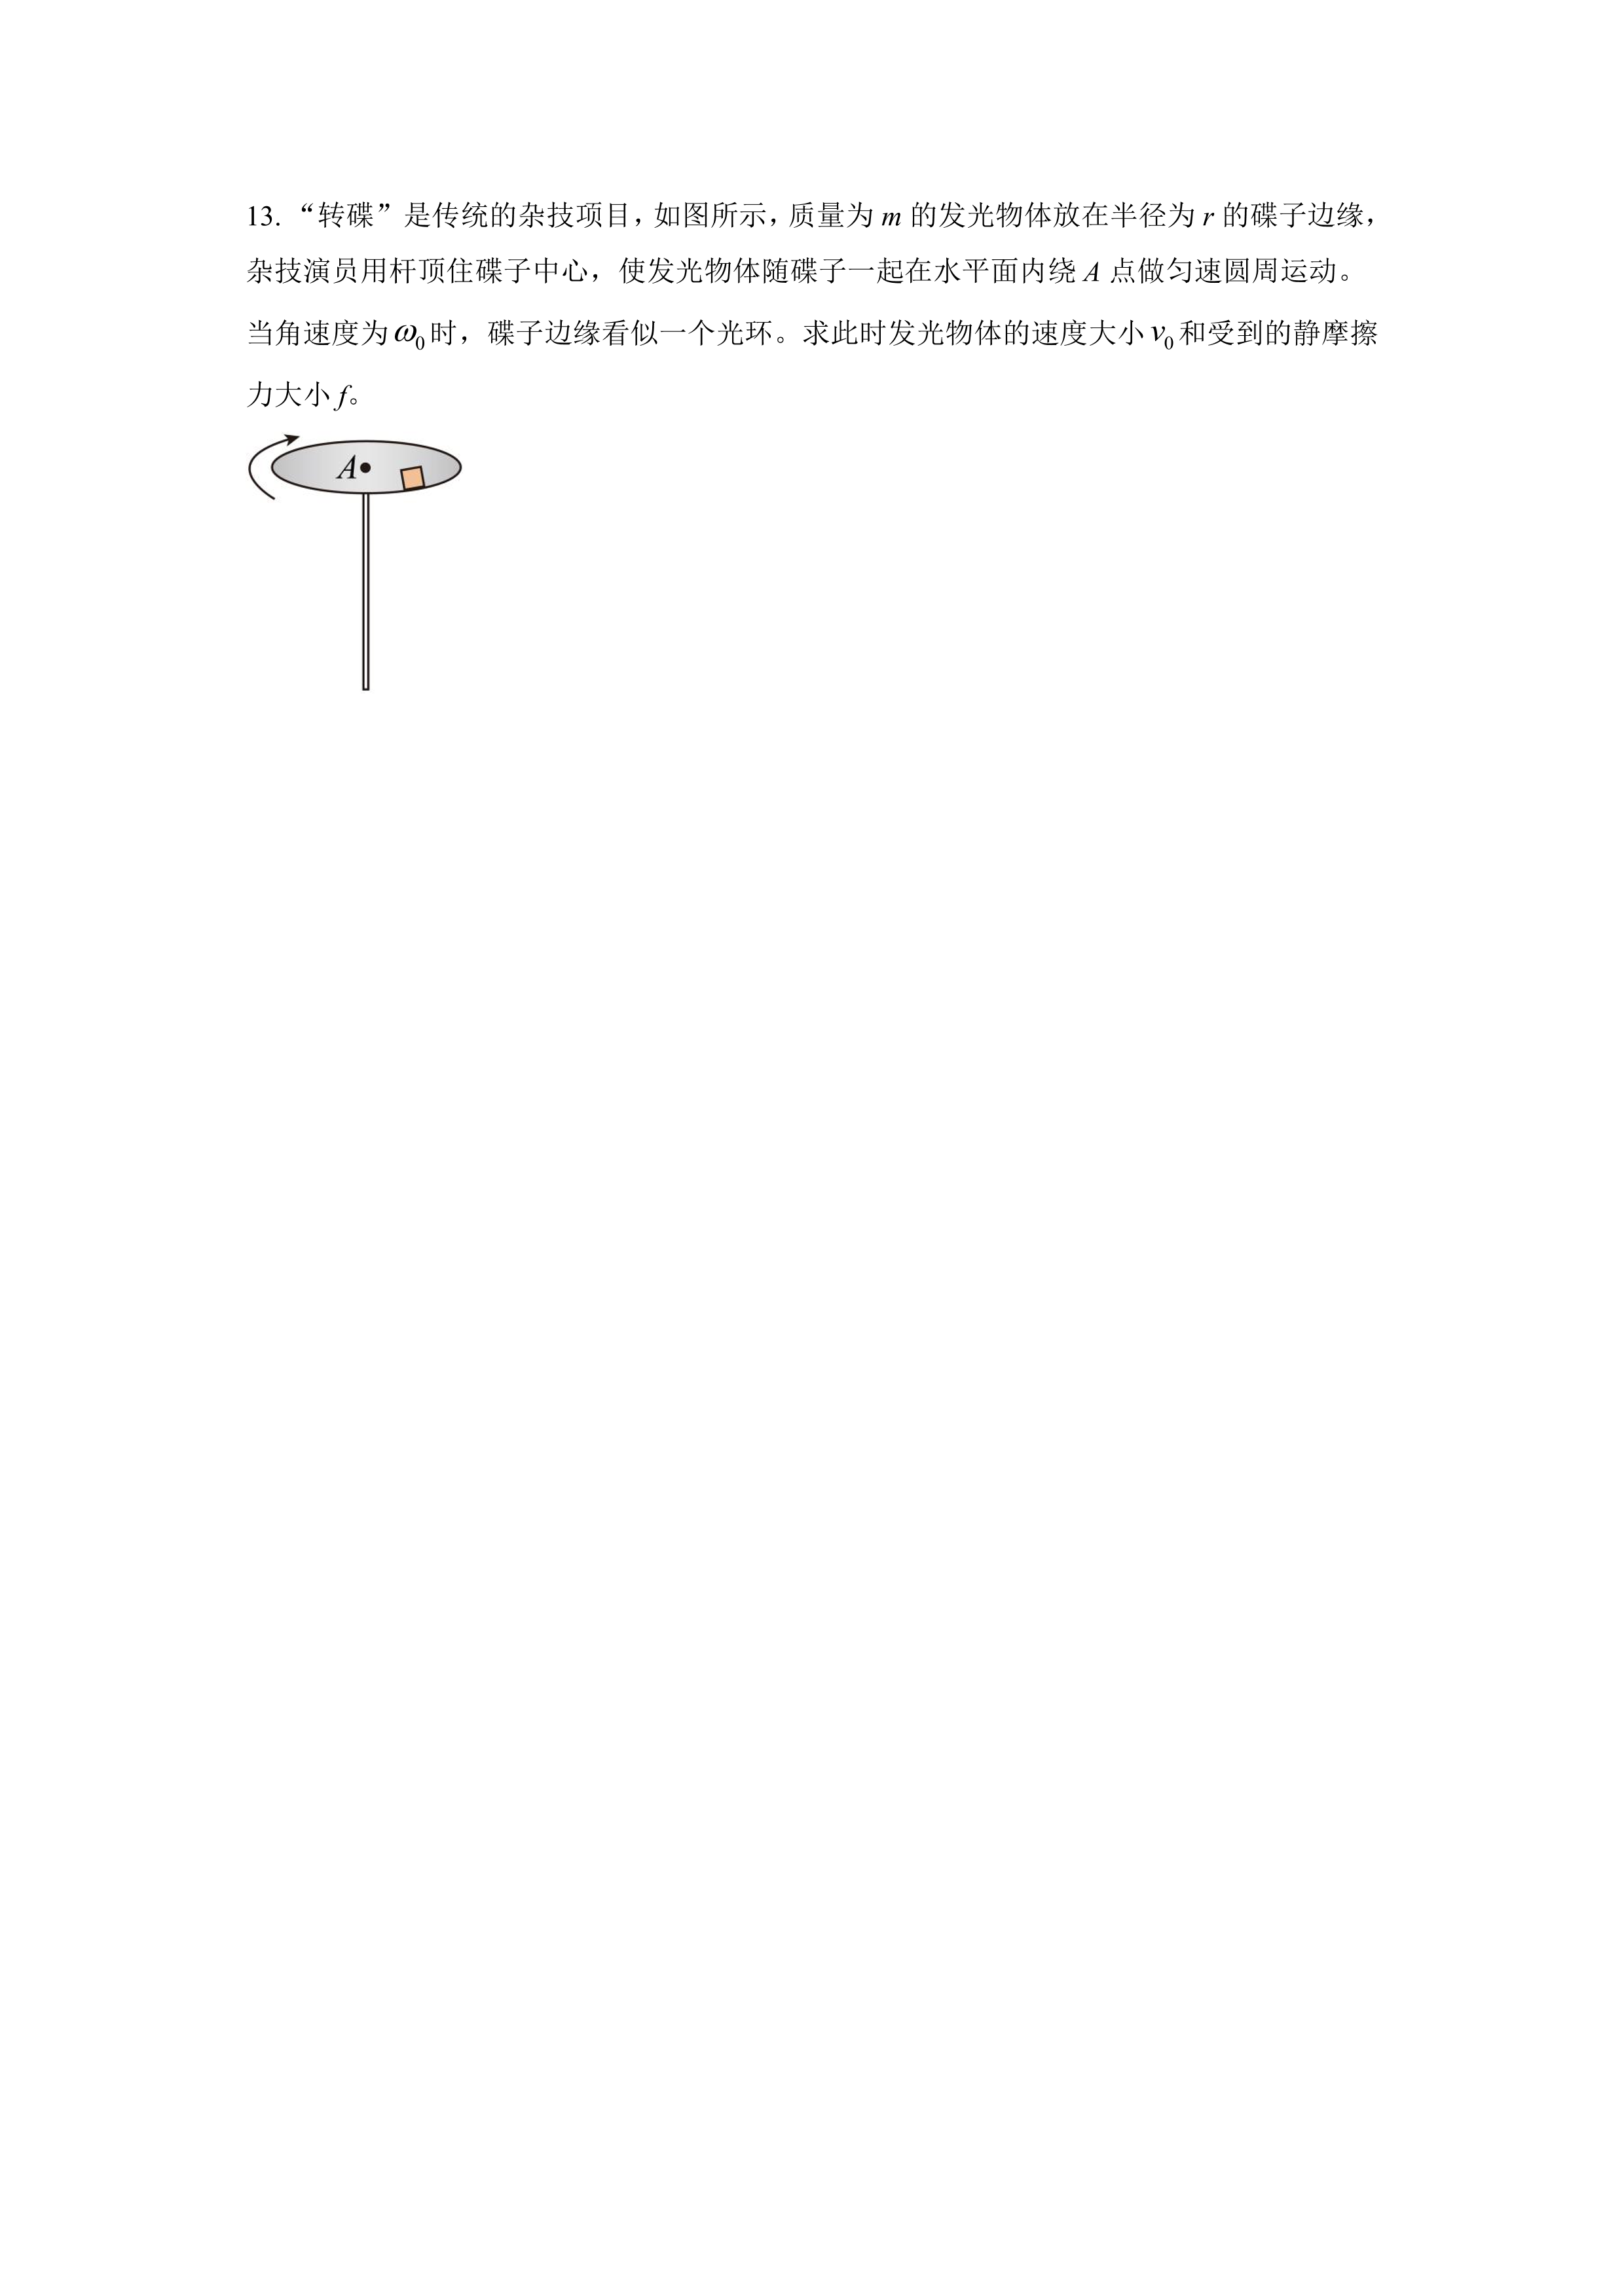 13. “转碟”是传统的杂技项目，如图所示，质量为 m 的发光物体放在半径为 r 的碟子边缘，
杂技演员用杆顶住碟子中心，使发光物体随碟子一起在水平面内绕 A 点做匀速圆周运动。
当角速度为 ω₀ 时，碟子边缘看似一个光环。求此时发光物体的速度大小 v₀ 和受到的静摩擦
力大小 f。
A